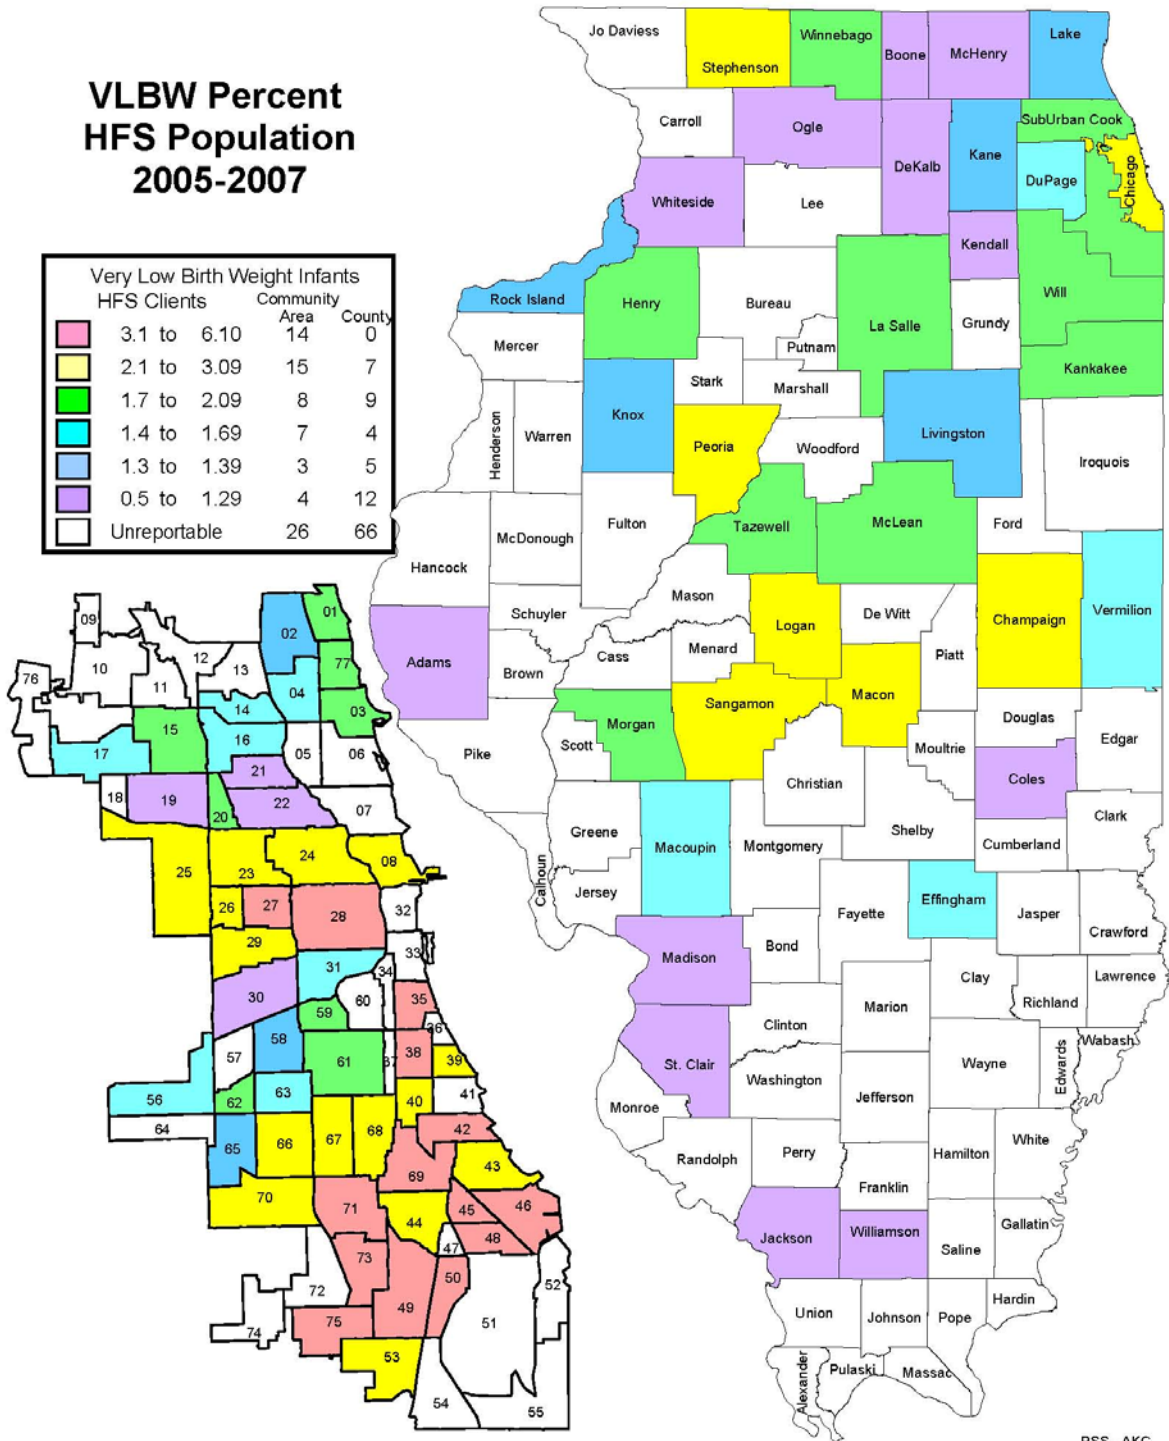 VLBW Percent
HFS Population
2005-2007
Very Low Birth Weight Infants
HFS Clients Community Area County
3.1 to 6.10 14 0
2.1 to 3.09 15 7
1.7 to 2.09 8 9
1.4 to 1.69 7 4
1.3 to 1.39 3 5
0.5 to 1.29 4 12
Unreportable 26 66
Jo Daviess
Stephenson
Winnebago
Boone
McHenry
Lake
Carroll
Ogle
DeKalb
Kane
SubUrban Cook
DuPage
Chicago
Whiteside
Lee
Kendall
Rock Island
Henry
Bureau
La Salle
Grundy
Will
Mercer
Putnam
Kankakee
Stark
Marshall
Knox
Henderson
Warren
Peoria
Woodford
Livingston
Iroquois
Fulton
Tazewell
McLean
Ford
McDonough
Hancock
Mason
Schuyler
Logan
De Witt
Champaign
Vermilion
Adams
Brown
Cass
Menard
Piatt
Macon
Sangamon
Morgan
Scott
Pike
Douglas
Moultrie
Edgar
Coles
Christian
Clark
Greene
Macoupin
Montgomery
Shelby
Cumberland
Calhoun
Jersey
Fayette
Effingham
Jasper
Crawford
Madison
Bond
Clay
Lawrence
Richland
Marion
Clinton
St. Clair
Wayne
Edwards
Wabash
Washington
Jefferson
Monroe
Randolph
Perry
Hamilton
White
Franklin
Jackson
Williamson
Saline
Gallatin
Union
Johnson
Pope
Hardin
Alexander
Pulaski
Massac
09
01
02
10
12
13
77
76
11
04
14
03
15
16
05
06
17
21
18
19
20
22
07
25
23
24
08
26
27
28
32
29
33
31
34
30
60
35
59
36
58
57
61
37
38
39
56
62
63
40
41
64
65
66
67
68
42
69
43
70
71
44
45
46
47
48
73
50
72
52
49
51
74
75
53
54
55